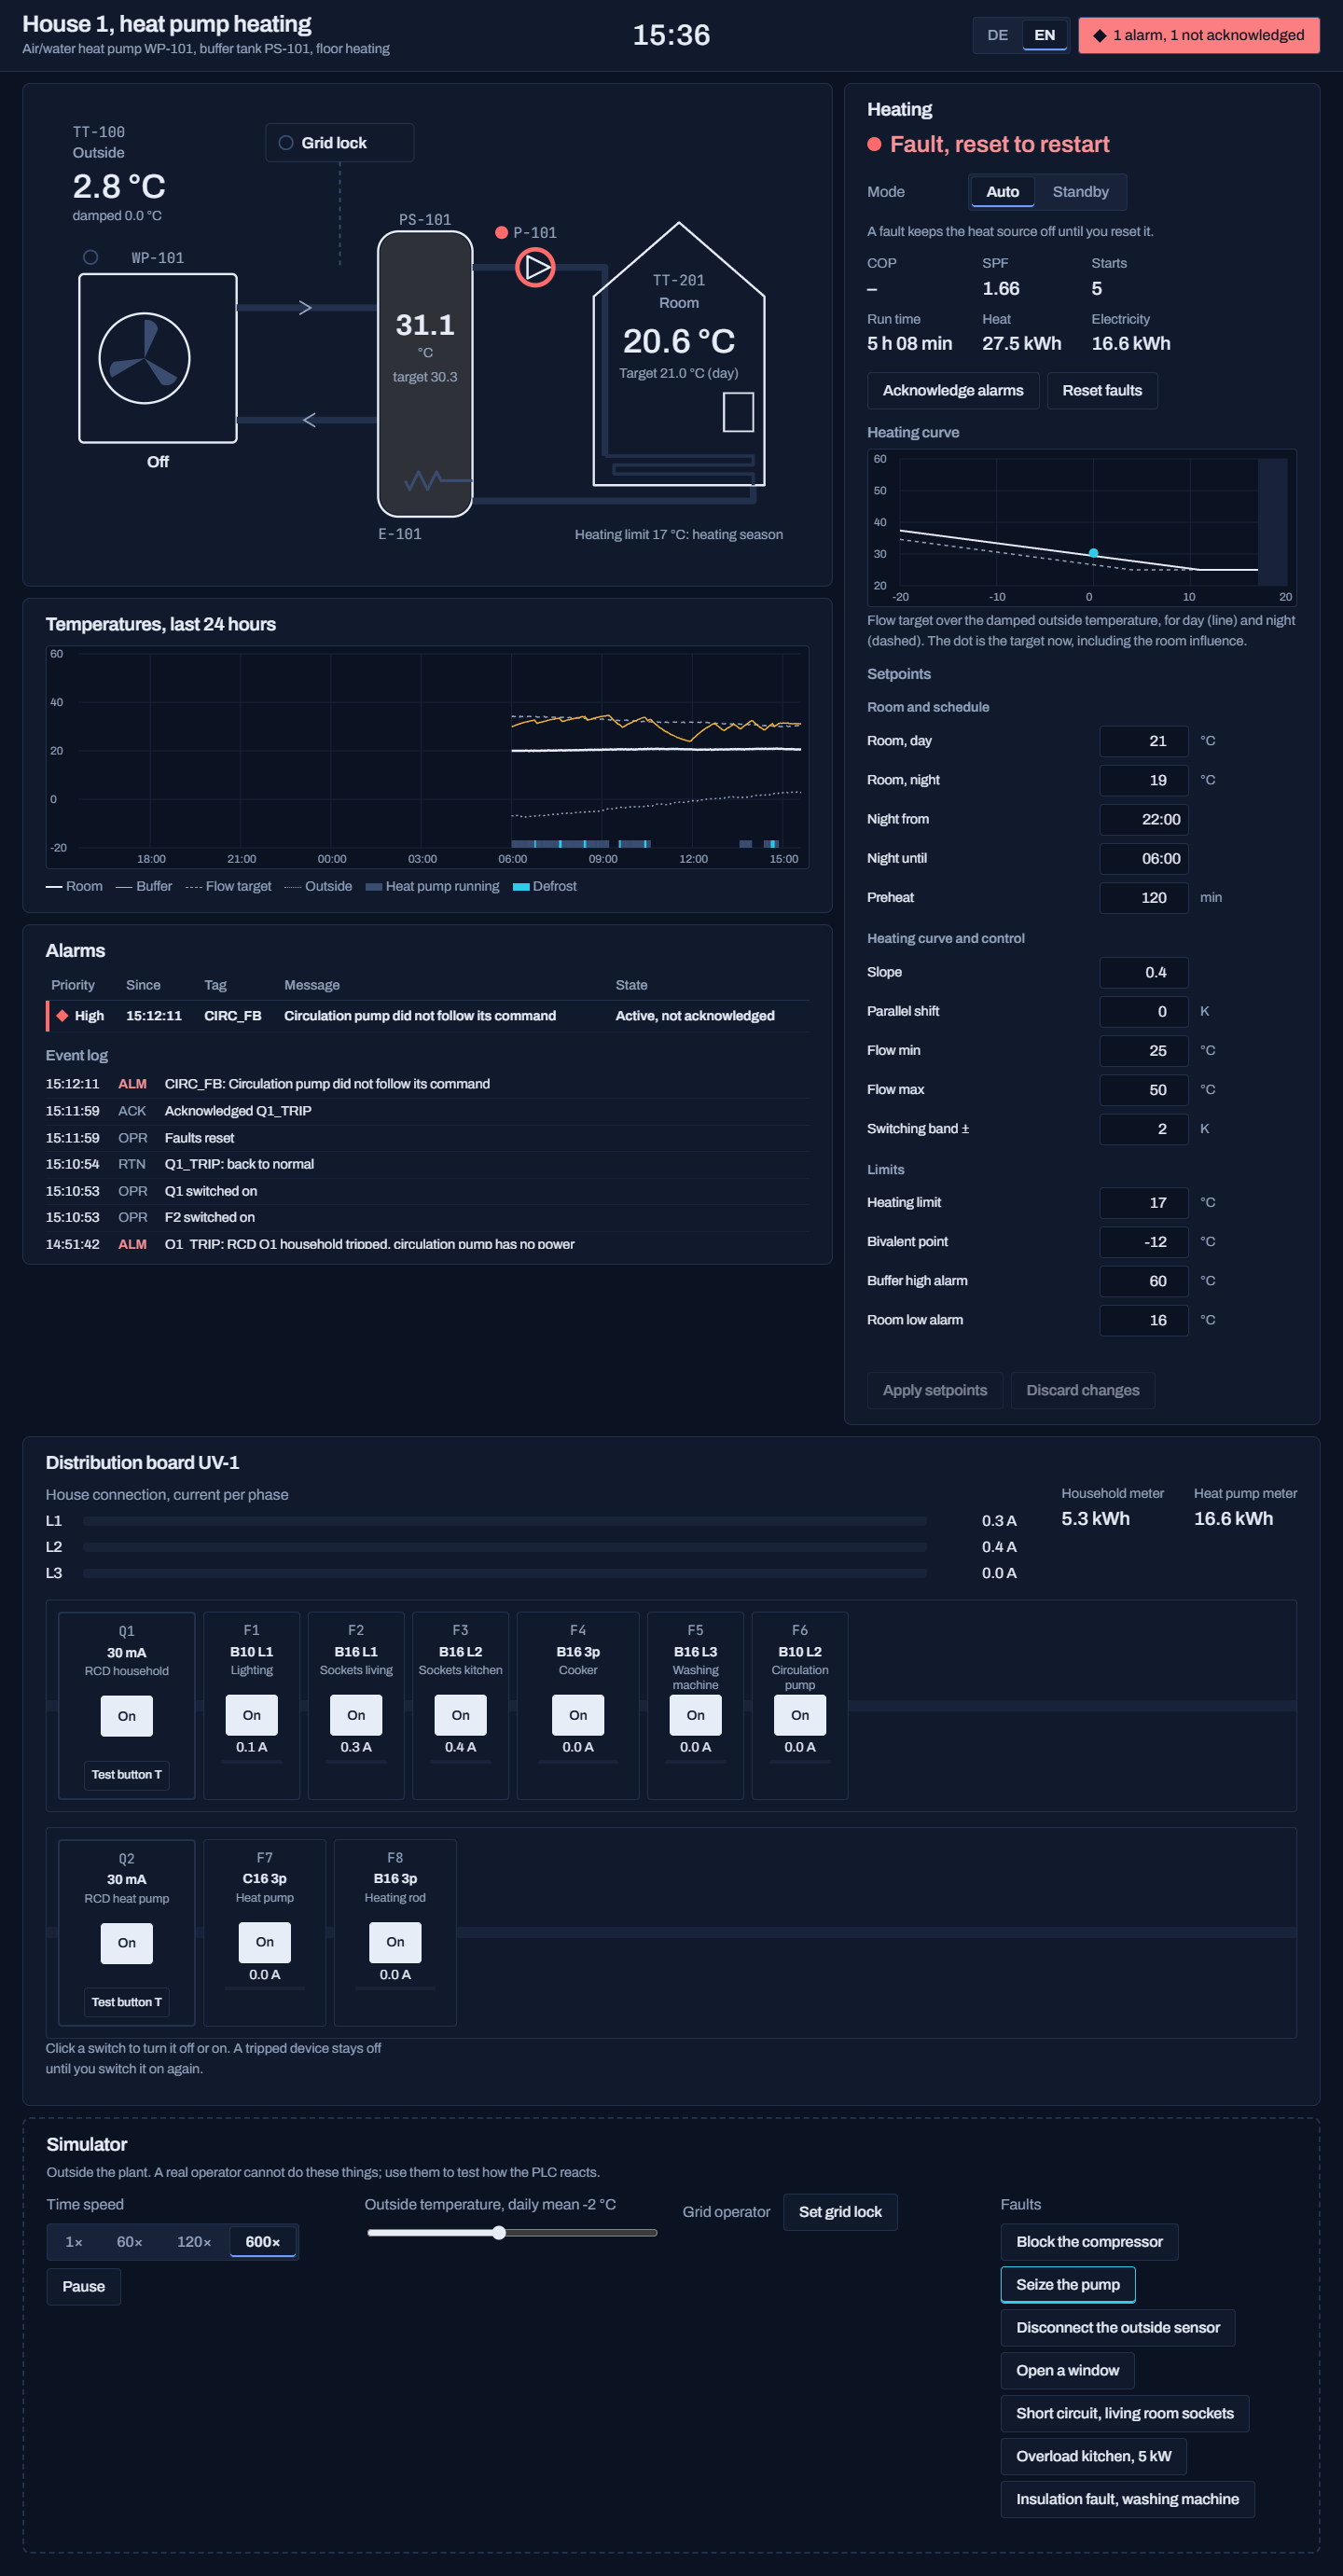 House 1, heat pump heating
Air/water heat pump WP-101, buffer tank PS-101, floor heating
15:36
DE EN
1 alarm, 1 not acknowledged
TT-100
Outside
2.8 °C
damped 0.0 °C
Grid lock
WP-101
Off
PS-101
31.1
°C
target 30.3
E-101
P-101
TT-201
Room
20.6 °C
Target 21.0 °C (day)
Heating limit 17 °C: heating season
Heating
Fault, reset to restart
Mode Auto Standby
A fault keeps the heat source off until you reset it.
COP SPF Starts
– 1.66 5
Run time Heat Electricity
5 h 08 min 27.5 kWh 16.6 kWh
Acknowledge alarms Reset faults
Heating curve
60
50
40
30
20
-20 -10 0 10 20
Flow target over the damped outside temperature, for day (line) and night
(dashed). The dot is the target now, including the room influence.
Setpoints
Room and schedule
Room, day 21 °C
Room, night 19 °C
Night from 22:00
Night until 06:00
Preheat 120 min
Heating curve and control
Slope 0.4
Parallel shift 0 K
Flow min 25 °C
Flow max 50 °C
Switching band ± 2 K
Limits
Heating limit 17 °C
Bivalent point -12 °C
Buffer high alarm 60 °C
Room low alarm 16 °C
Apply setpoints Discard changes
Temperatures, last 24 hours
60
40
20
0
-20
18:00 21:00 00:00 03:00 06:00 09:00 12:00 15:00
Room Buffer Flow target Outside Heat pump running Defrost
Alarms
Priority Since Tag Message State
High 15:12:11 CIRC_FB Circulation pump did not follow its command Active, not acknowledged
Event log
15:12:11 ALM CIRC_FB: Circulation pump did not follow its command
15:11:59 ACK Acknowledged Q1_TRIP
15:11:59 OPR Faults reset
15:10:54 RTN Q1_TRIP: back to normal
15:10:53 OPR Q1 switched on
15:10:53 OPR F2 switched on
14:51:42 ALM Q1_TRIP: RCD Q1 household tripped, circulation pump has no power
Distribution board UV-1
House connection, current per phase
L1 0.3 A
L2 0.4 A
L3 0.0 A
Household meter Heat pump meter
5.3 kWh 16.6 kWh
Q1 F1 F2 F3 F4 F5 F6
30 mA B10 L1 B16 L1 B16 L2 B16 3p B16 L3 B10 L2
RCD household Lighting Sockets living Sockets kitchen Cooker Washing machine Circulation pump
On On On On On On On
0.1 A 0.3 A 0.4 A 0.0 A 0.0 A 0.0 A
Test button T
Q2 F7 F8
30 mA C16 3p B16 3p
RCD heat pump Heat pump Heating rod
On On On
0.0 A 0.0 A
Test button T
Click a switch to turn it off or on. A tripped device stays off
until you switch it on again.
Simulator
Outside the plant. A real operator cannot do these things; use them to test how the PLC reacts.
Time speed
1× 60× 120× 600×
Pause
Outside temperature, daily mean -2 °C
Grid operator Set grid lock
Faults
Block the compressor
Seize the pump
Disconnect the outside sensor
Open a window
Short circuit, living room sockets
Overload kitchen, 5 kW
Insulation fault, washing machine